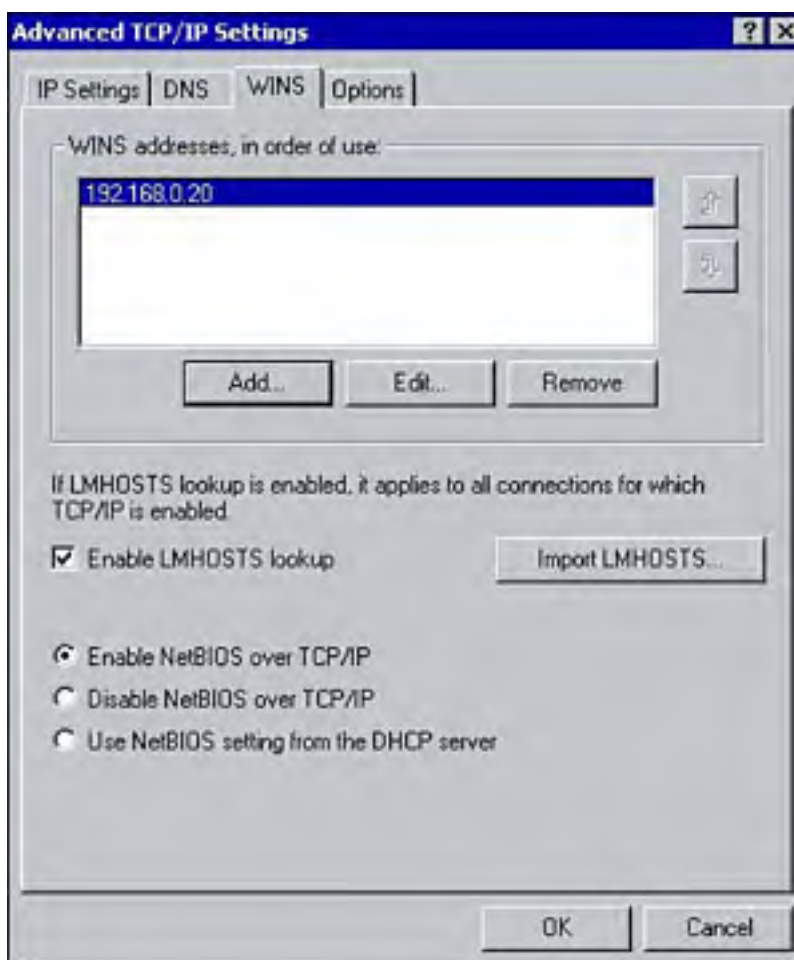 Advanced TCP/IP Settings
IP Settings DNS WINS Options
WINS addresses, in order of use:
192.168.0.20
Add... Edit... Remove
If LMHOSTS lookup is enabled, it applies to all connections for which
TCP/IP is enabled.
Enable LMHOSTS lookup Import LMHOSTS...
Enable NetBIOS over TCP/IP
Disable NetBIOS over TCP/IP
Use NetBIOS setting from the DHCP server
OK Cancel